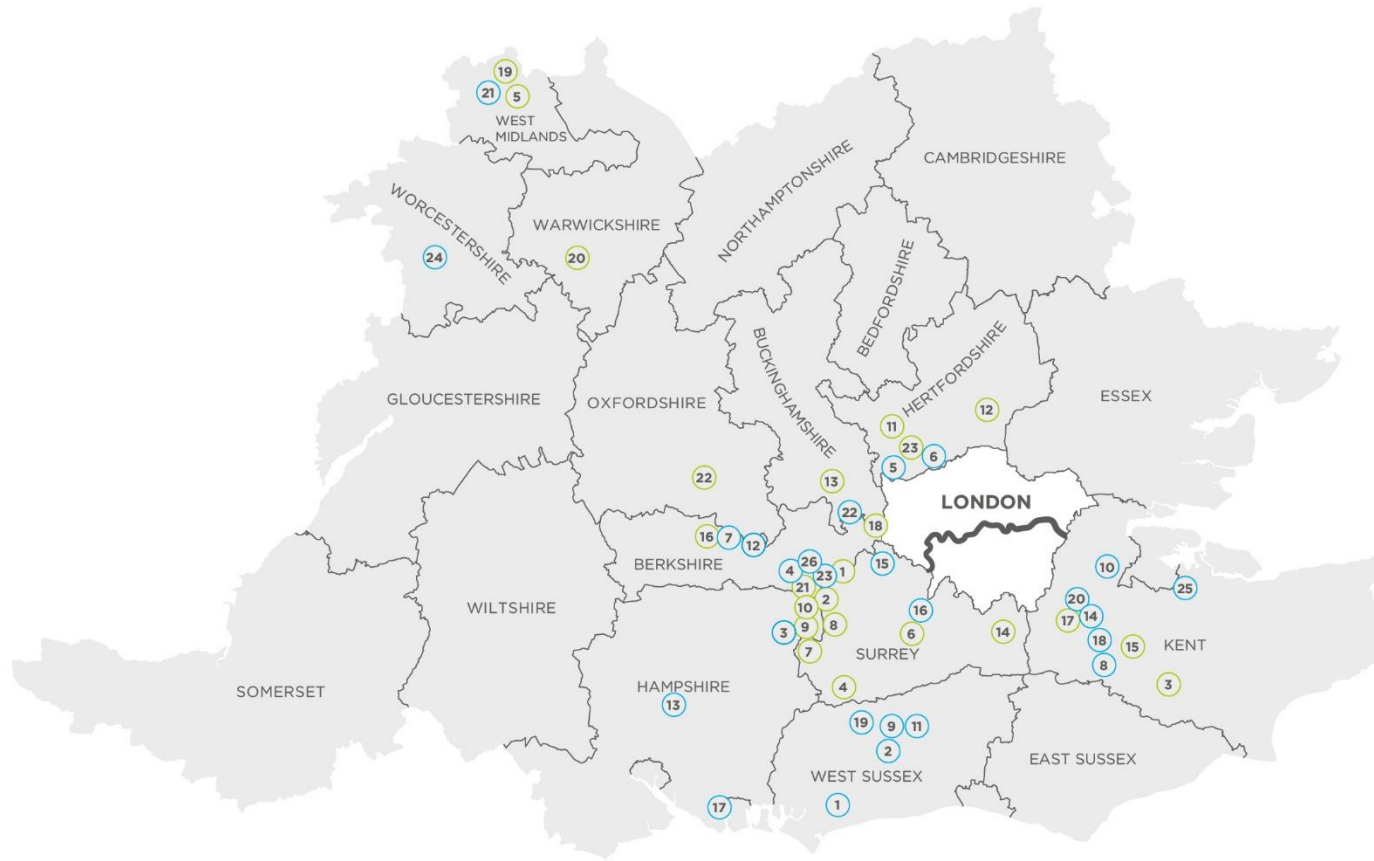 19
21
5
WEST
MIDLANDS
CAMBRIDGESHIRE
NORTHAMPTONSHIRE
WORCESTERSHIRE
WARWICKSHIRE
24
20
BEDFORDSHIRE
BUCKINGHAMSHIRE
HERTFORDSHIRE
GLOUCESTERSHIRE
OXFORDSHIRE
ESSEX
12
11
23
6
5
22
13
LONDON
22
18
16
7
12
BERKSHIRE
26
4
23
1
15
10
25
21
2
10
16
20
14
17
WILTSHIRE
3
9
8
6
14
18
15
KENT
7
SURREY
8
SOMERSET
HAMPSHIRE
4
3
13
19
9
11
2
EAST SUSSEX
WEST SUSSEX
17
1